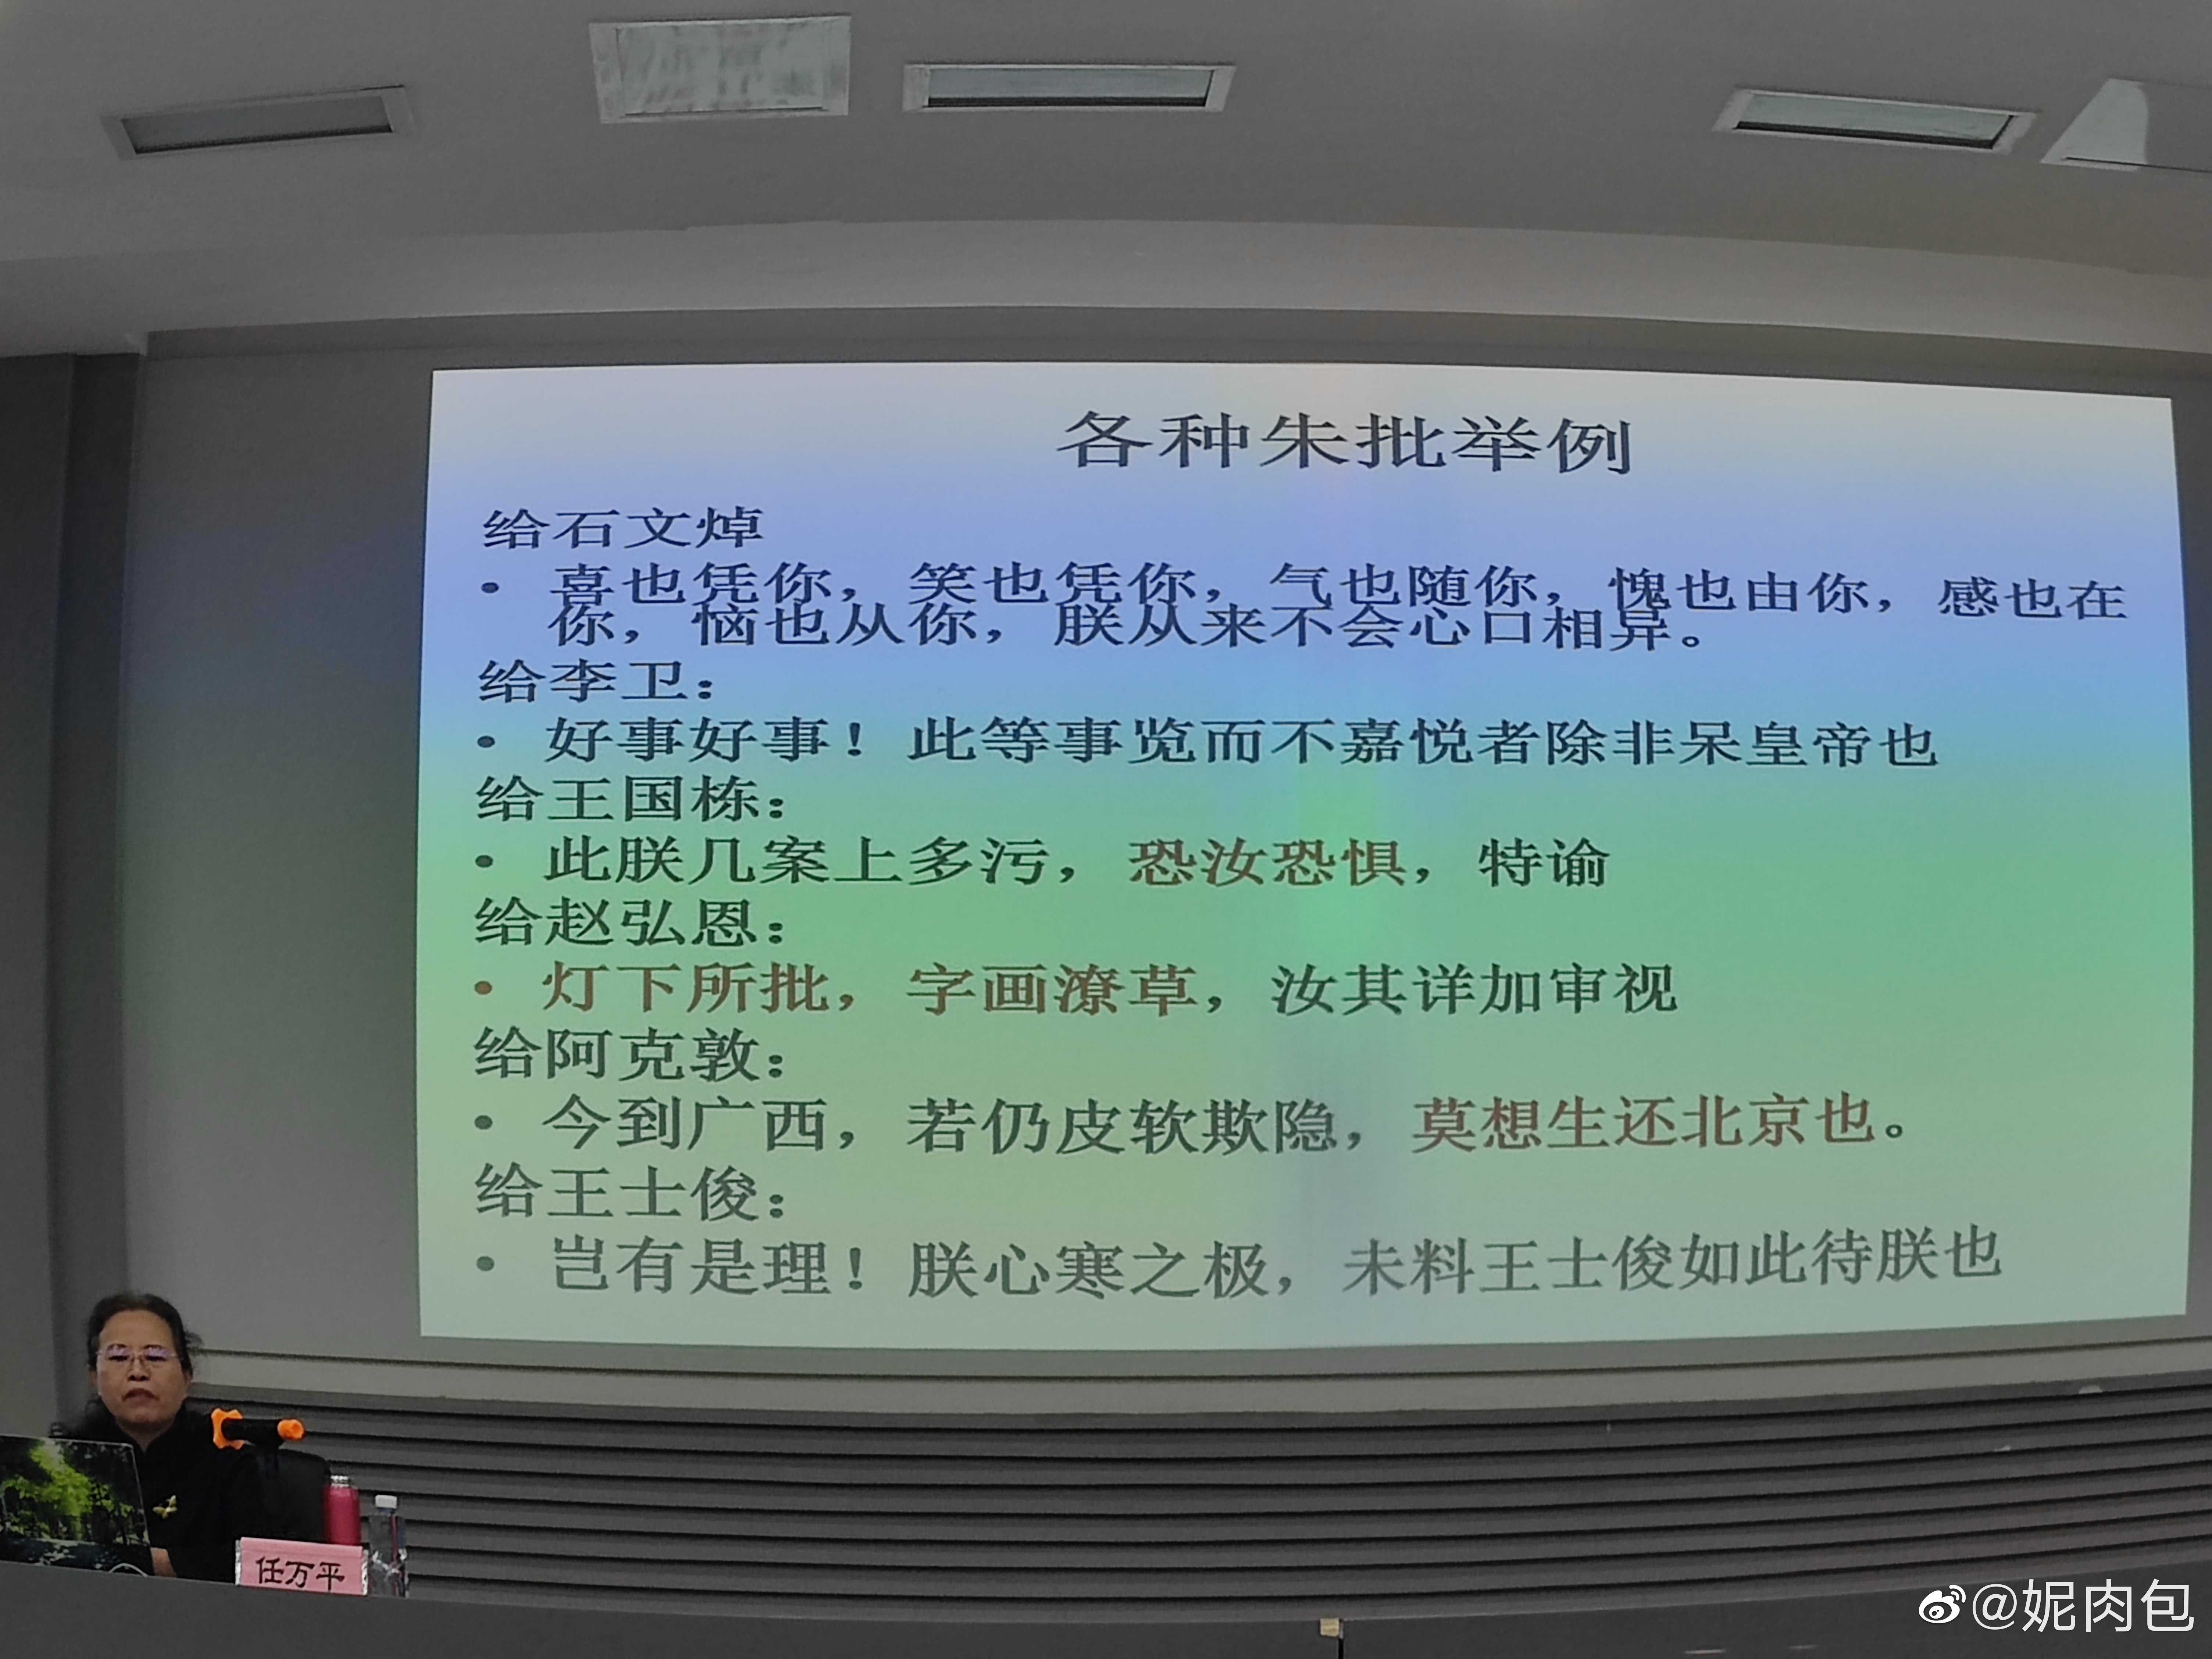 各种朱批举例
给石文焯
• 喜也凭你，笑也凭你，气也随你，愧也由你，感也在
你，恼也从你，朕从来不会心口相异。
给李卫：
• 好事好事！此等事览而不嘉悦者除非呆皇帝也
给王国栋：
• 此朕几案上多污，恐汝恐惧，特谕
给赵弘恩：
• 灯下所批，字画潦草，汝其详加审视
给阿克敦：
• 今到广西，若仍皮软欺隐，莫想生还北京也。
给王士俊：
• 岂有是理！朕心寒之极，未料王士俊如此待朕也
任万平
@妮肉包